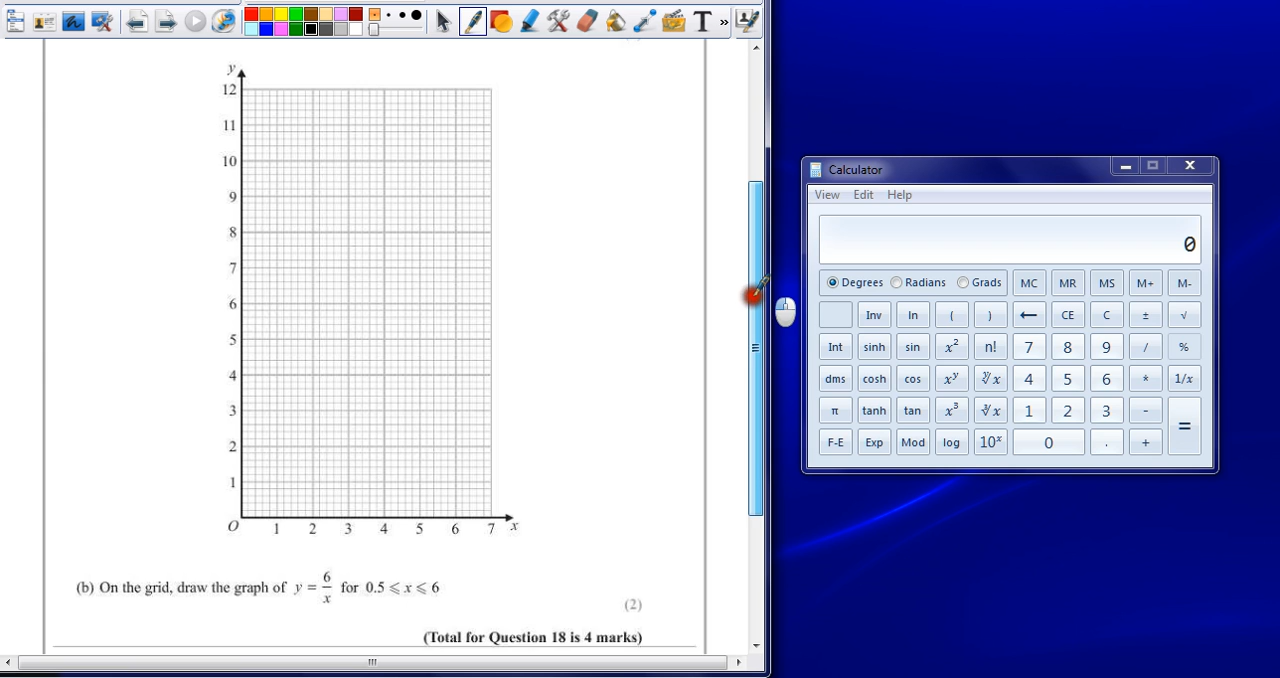 T »
y
12
11
10
9
8
7
6
5
4
3
2
1
O 1 2 3 4 5 6 7 x
(b) On the grid, draw the graph of y = 6/x for 0.5 ⩽ x ⩽ 6
(2)
(Total for Question 18 is 4 marks)
Calculator
View Edit Help
0
Degrees Radians Grads MC MR MS M+ M-
Inv ln ( ) ← CE C ± √
Int sinh sin x² n! 7 8 9 / %
dms cosh cos xʸ ʸ√x 4 5 6 * 1/x
π tanh tan x³ ³√x 1 2 3 - =
F-E Exp Mod log 10ˣ 0 . +